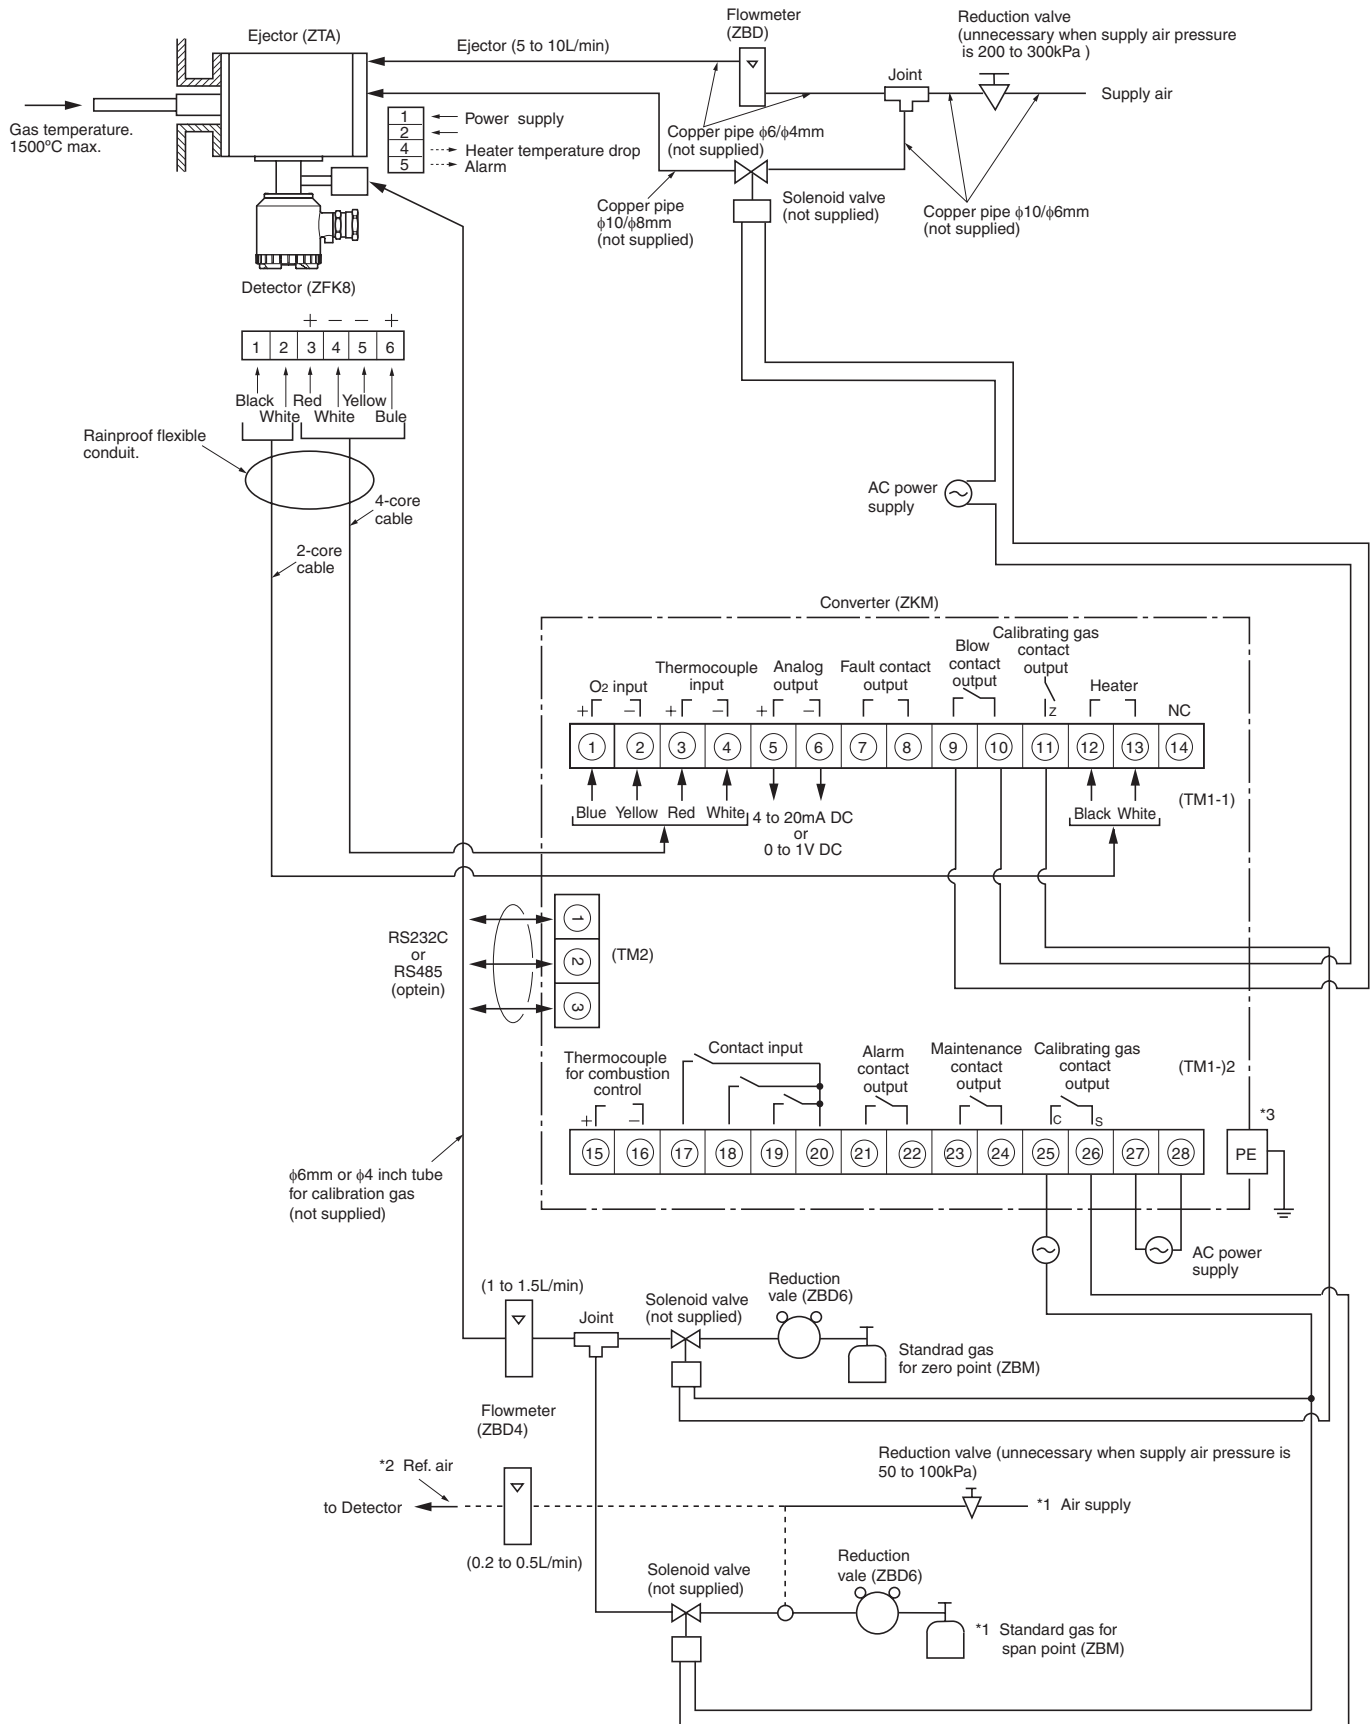 Flowmeter
(ZBD)
Reduction valve
(unnecessary when supply air pressure
is 200 to 300kPa )
Ejector (ZTA)
Ejector (5 to 10L/min)
Joint
Supply air
Gas temperature.
1500°C max.
1
2
4
5
Power supply
Heater temperature drop
Alarm
Copper pipe ϕ6/ϕ4mm
(not supplied)
Copper pipe
ϕ10/ϕ8mm
(not supplied)
Solenoid valve
(not supplied)
Copper pipe ϕ10/ϕ6mm
(not supplied)
Detector (ZFK8)
+ − − +
1 2 3 4 5 6
Black Red Yellow
White White Bule
Rainproof flexible
conduit.
4-core
cable
2-core
cable
AC power
supply
Converter (ZKM)
O2 input
Thermocouple
input
Analog
output
Fault contact
output
Blow
contact
output
Calibrating gas
contact
output
Heater
NC
+ − + − + − Z
1 2 3 4 5 6 7 8 9 10 11 12 13 14
Blue Yellow Red White
4 to 20mA DC
or
0 to 1V DC
Black White
(TM1-1)
RS232C
or
RS485
(optein)
1
2
3
(TM2)
Thermocouple
for combustion
control
Contact input
Alarm
contact
output
Maintenance
contact
output
Calibrating gas
contact
output
(TM1-)2
+ − C S
15 16 17 18 19 20 21 22 23 24 25 26 27 28
*3
PE
ϕ6mm or ϕ4 inch tube
for calibration gas
(not supplied)
AC power
supply
(1 to 1.5L/min)
Joint
Solenoid valve
(not supplied)
Reduction
vale (ZBD6)
Standrad gas
for zero point (ZBM)
Flowmeter
(ZBD4)
*2 Ref. air
to Detector
(0.2 to 0.5L/min)
Reduction valve (unnecessary when supply air pressure is
50 to 100kPa)
*1 Air supply
Solenoid valve
(not supplied)
Reduction
vale (ZBD6)
*1 Standard gas for
span point (ZBM)